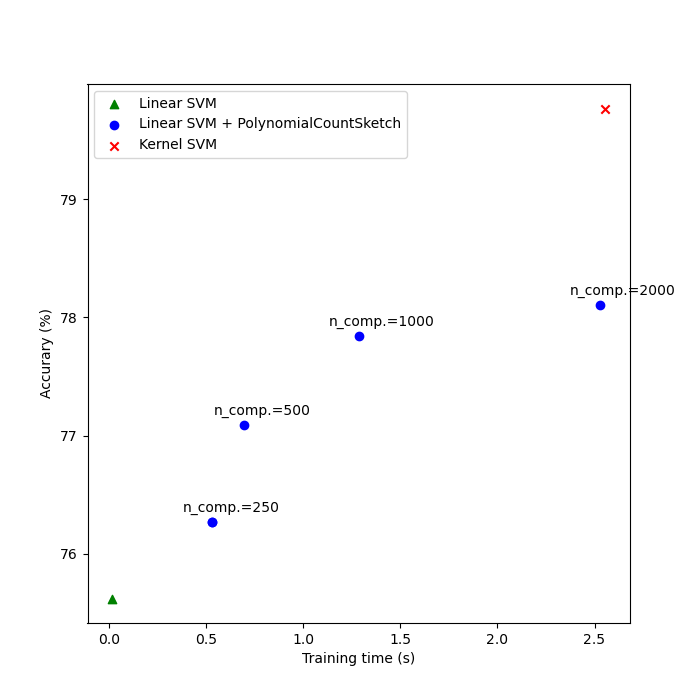 Linear SVM
Linear SVM + PolynomialCountSketch
Kernel SVM
79
n_comp.=2000
78
n_comp.=1000
n_comp.=500
77
n_comp.=250
76
Accurary (%)
0.0 0.5 1.0 1.5 2.0 2.5
Training time (s)